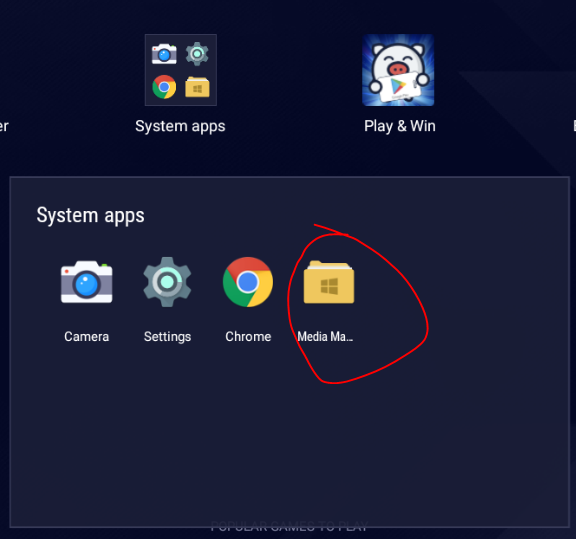 er
System apps
Play & Win
E
System apps
Camera
Settings
Chrome
Media Ma...
POPULAR GAMES TO PLAY